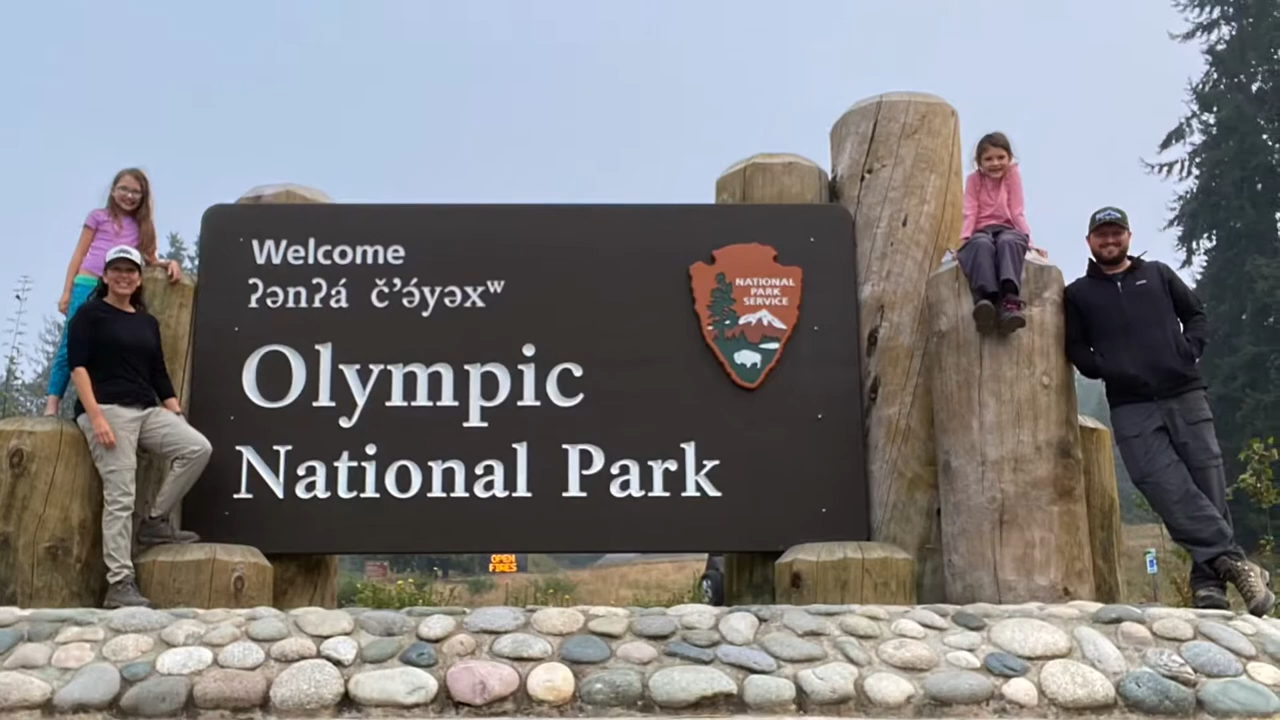 Welcome
ʔənʔá č’ə́yəxʷ
Olympic
National Park
NATIONAL
PARK
SERVICE
OPEN
FIRES